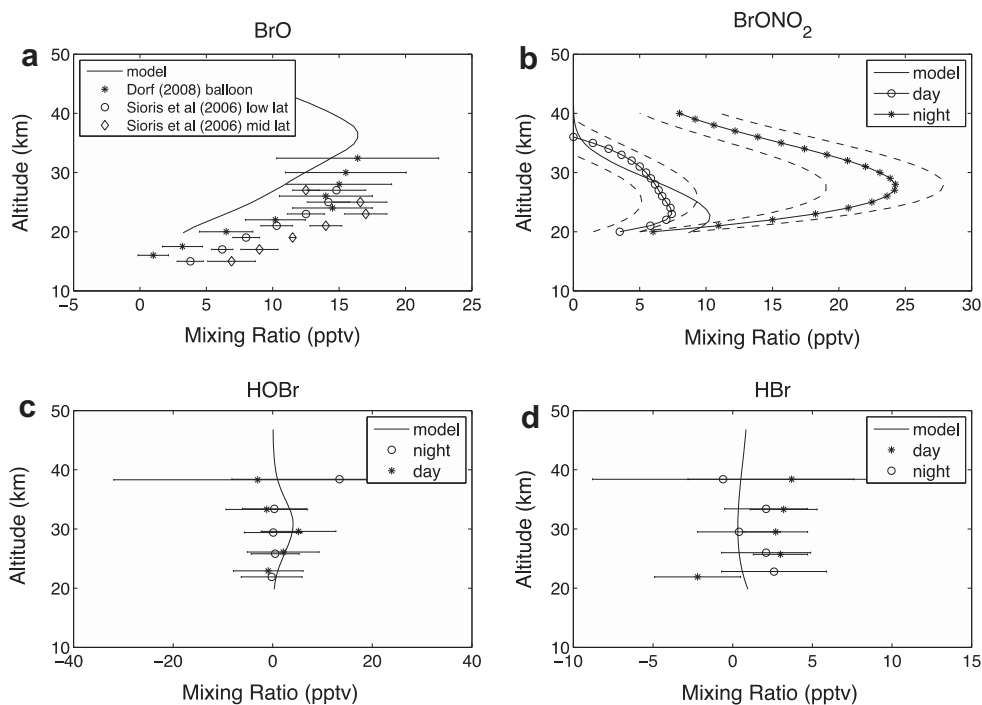 BrO
a
50
40
30
20
10
Altitude (km)
model
Dorf (2008) balloon
Sioris et al (2006) low lat
Sioris et al (2006) mid lat
−5 0 5 10 15 20 25
Mixing Ratio (pptv)
BrONO2
b
50
40
30
20
10
Altitude (km)
model
day
night
0 5 10 15 20 25 30
Mixing Ratio (pptv)
HOBr
c
50
40
30
20
10
Altitude (km)
model
night
day
−40 −20 0 20 40
Mixing Ratio (pptv)
HBr
d
50
40
30
20
10
Altitude (km)
model
day
night
−10 −5 0 5 10 15
Mixing Ratio (pptv)